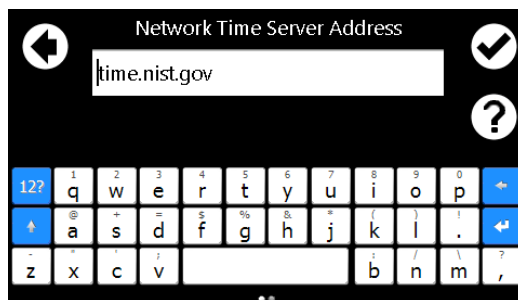 Network Time Server Address
time.nist.gov
?
1 2 3 4 5 6 7 8 9 0
12? q w e r t y u i o p
@ + = $ % & * ( ) !
a s d f g h j k l .
- " ' ; : / \ ?
z x c v b n m ,